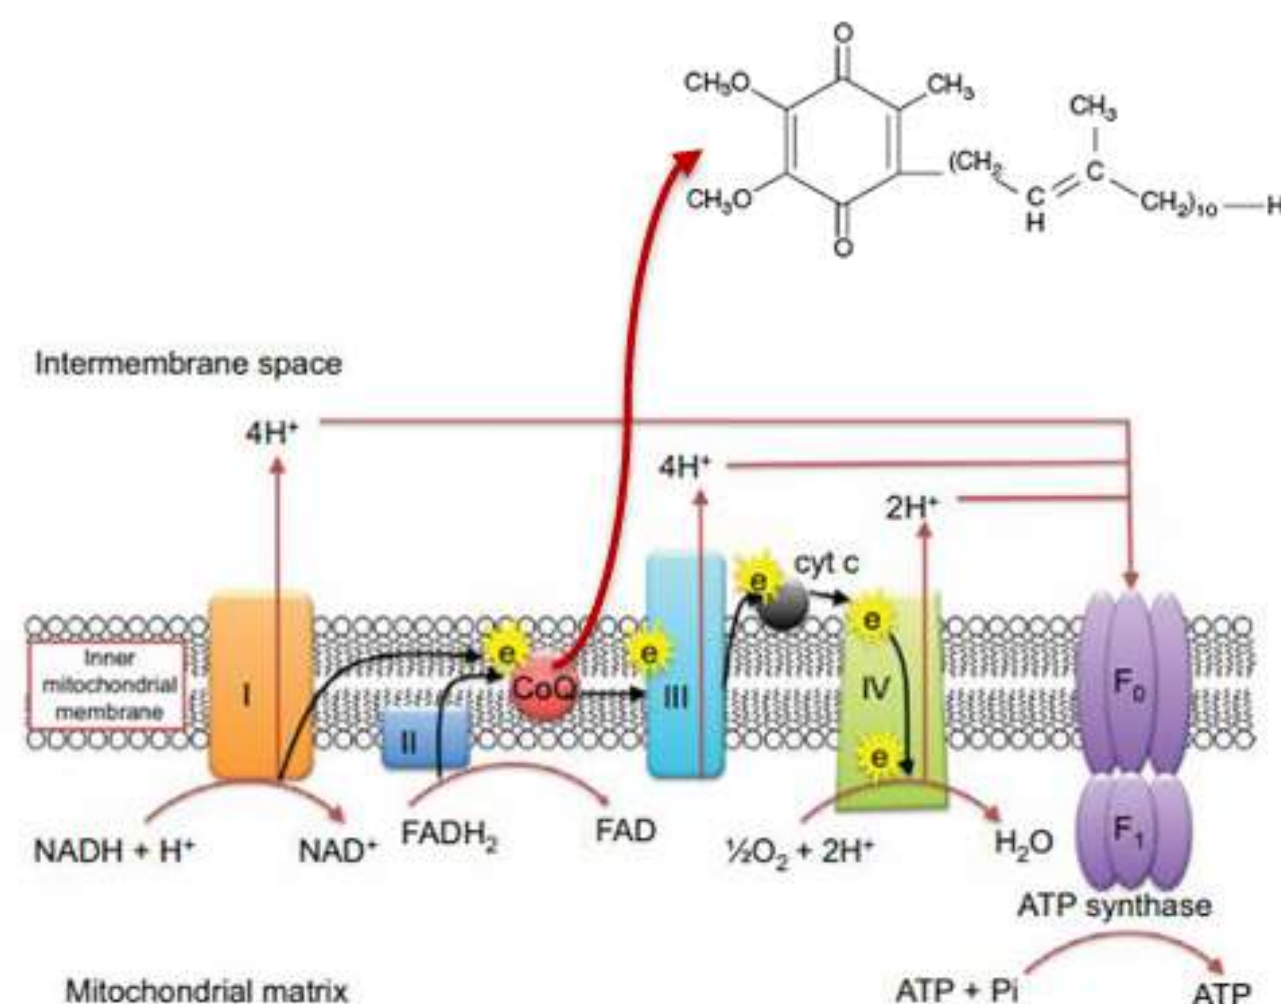 O
CH₃O
CH₃
CH₃
(CH₂
C
CH₃O
C
H
CH₂)₁₀—H
O
Intermembrane space
4H⁺
4H⁺
2H⁺
cyt c
e
e
e
e
Inner
mitochondrial
membrane
I
II
CoQ
III
IV
F₀
e
NADH + H⁺
NAD⁺
FADH₂
FAD
½O₂ + 2H⁺
H₂O
F₁
ATP synthase
Mitochondrial matrix
ATP + Pi
ATP